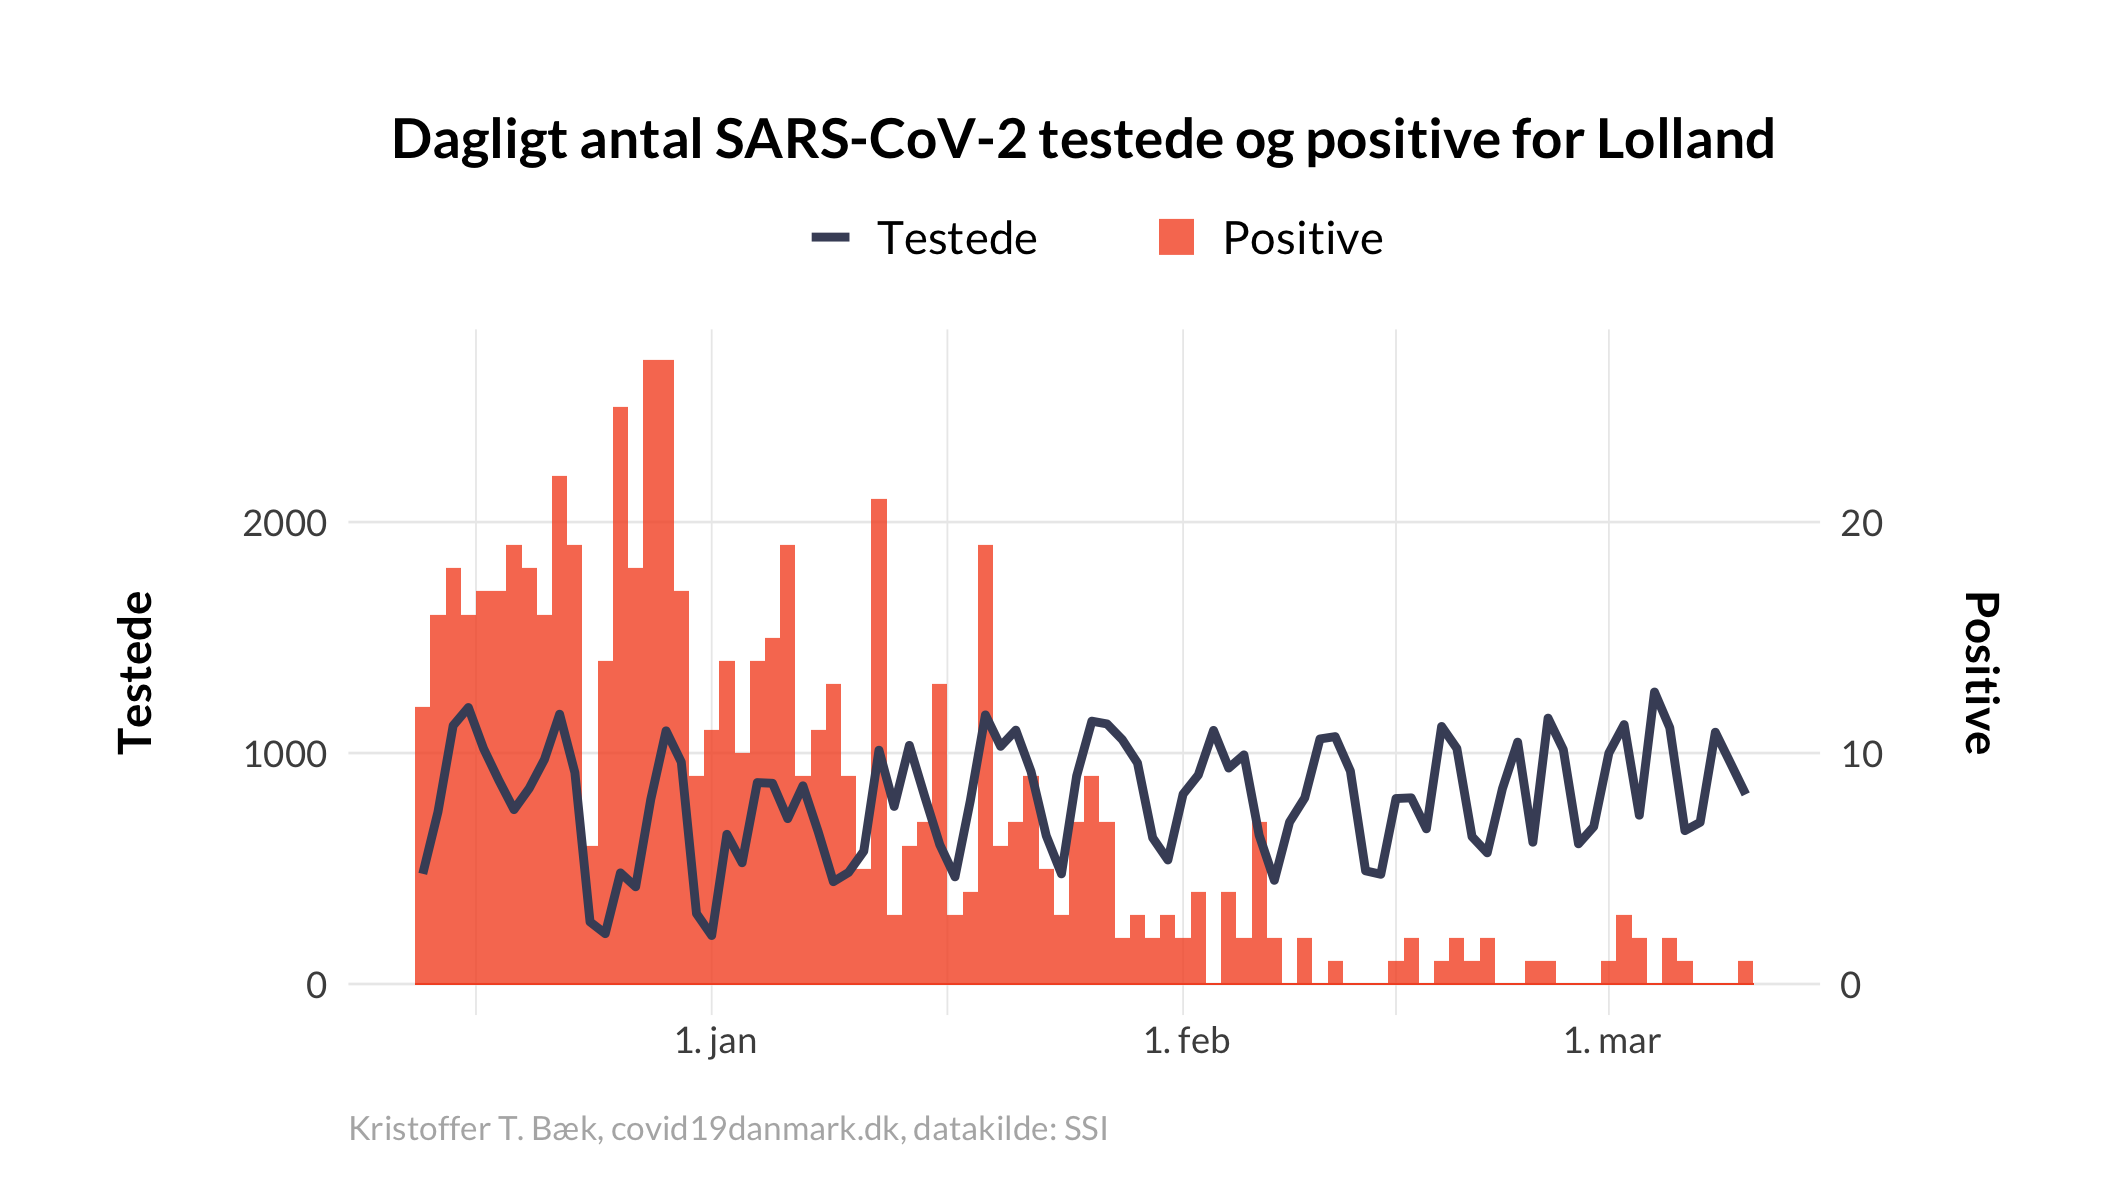 Dagligt antal SARS-CoV-2 testede og positive for Lolland
Testede
Positive
Testede
2000
1000
0
20
10
0
Positive
1. jan
1. feb
1. mar
Kristoffer T. Bæk, covid19danmark.dk, datakilde: SSI